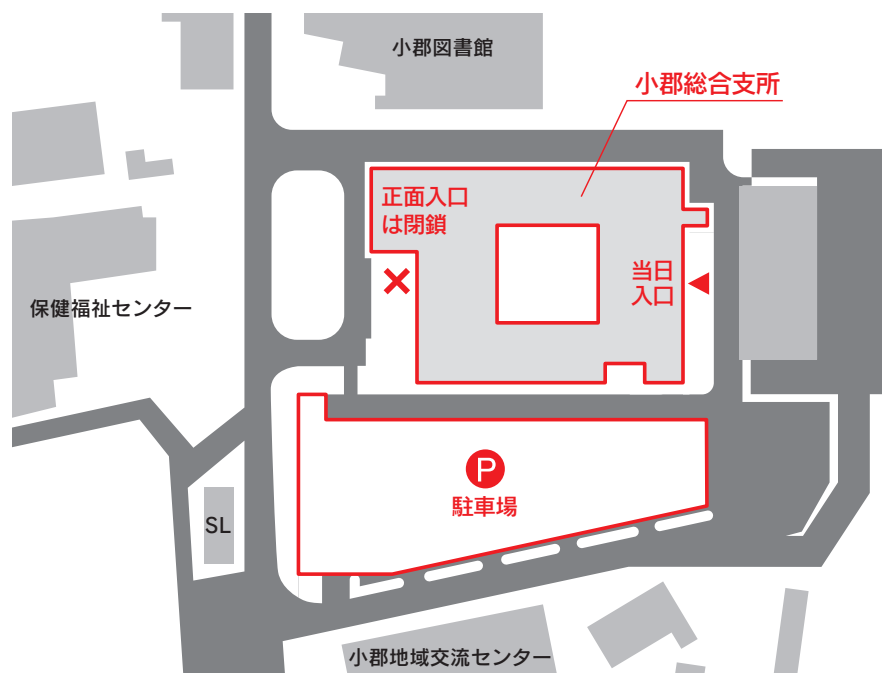 小郡図書館
小郡総合支所
正面入口
は閉鎖
当日
入口
保健福祉センター
P
駐車場
SL
小郡地域交流センター